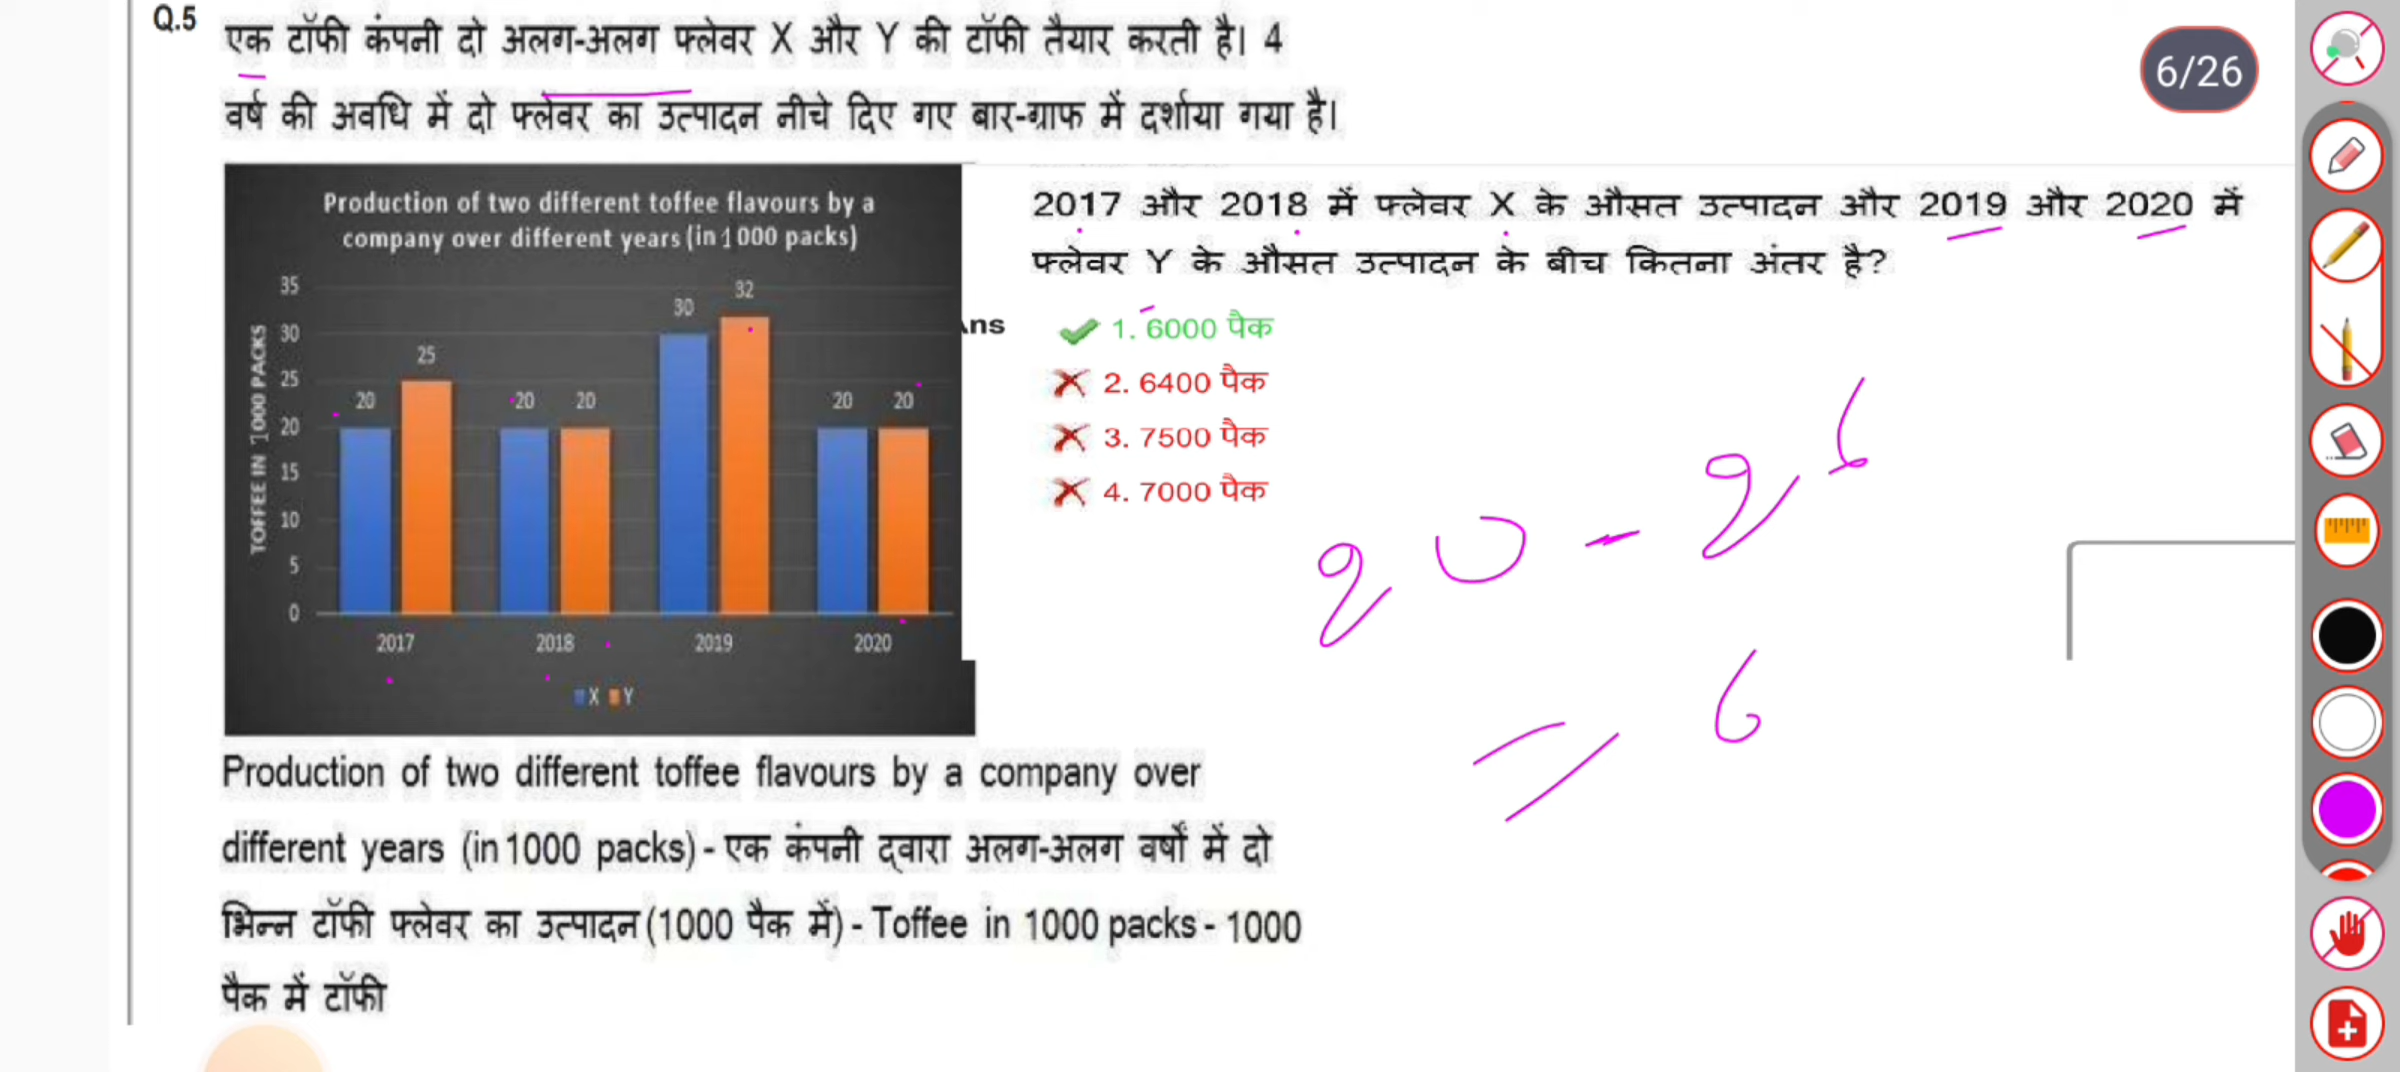 Q.5 एक टॉफी कंपनी दो अलग-अलग फ्लेवर X और Y की टॉफी तैयार करती है। 4
वर्ष की अवधि में दो फ्लेवर का उत्पादन नीचे दिए गए बार-ग्राफ में दर्शाया गया है।
6/26
Production of two different toffee flavours by a
company over different years (in 1000 packs)
TOFFEE IN 1000 PACKS
35
30
25
20
15
10
5
0
20 25 20 20 30 32 20 20
2017 2018 2019 2020
X Y
2017 और 2018 में फ्लेवर X के औसत उत्पादन और 2019 और 2020 में
फ्लेवर Y के औसत उत्पादन के बीच कितना अंतर है?
Ans 1. 6000 पैक
2. 6400 पैक
3. 7500 पैक
4. 7000 पैक
20 - 26
= 6
Production of two different toffee flavours by a company over
different years (in 1000 packs) - एक कंपनी द्वारा अलग-अलग वर्षों में दो
भिन्न टॉफी फ्लेवर का उत्पादन (1000 पैक में) - Toffee in 1000 packs - 1000
पैक में टॉफी